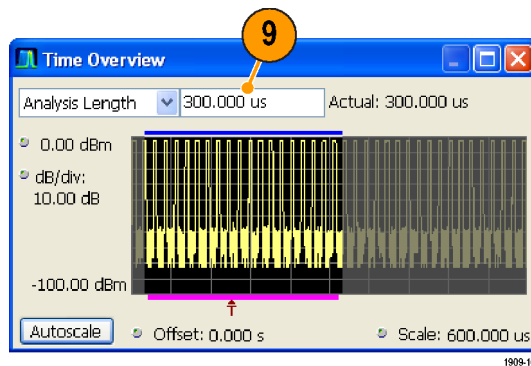 9
Time Overview
Analysis Length 300.000 us Actual: 300.000 us
0.00 dBm
dB/div:
10.00 dB
-100.00 dBm
T
Autoscale Offset: 0.000 s Scale: 600.000 us